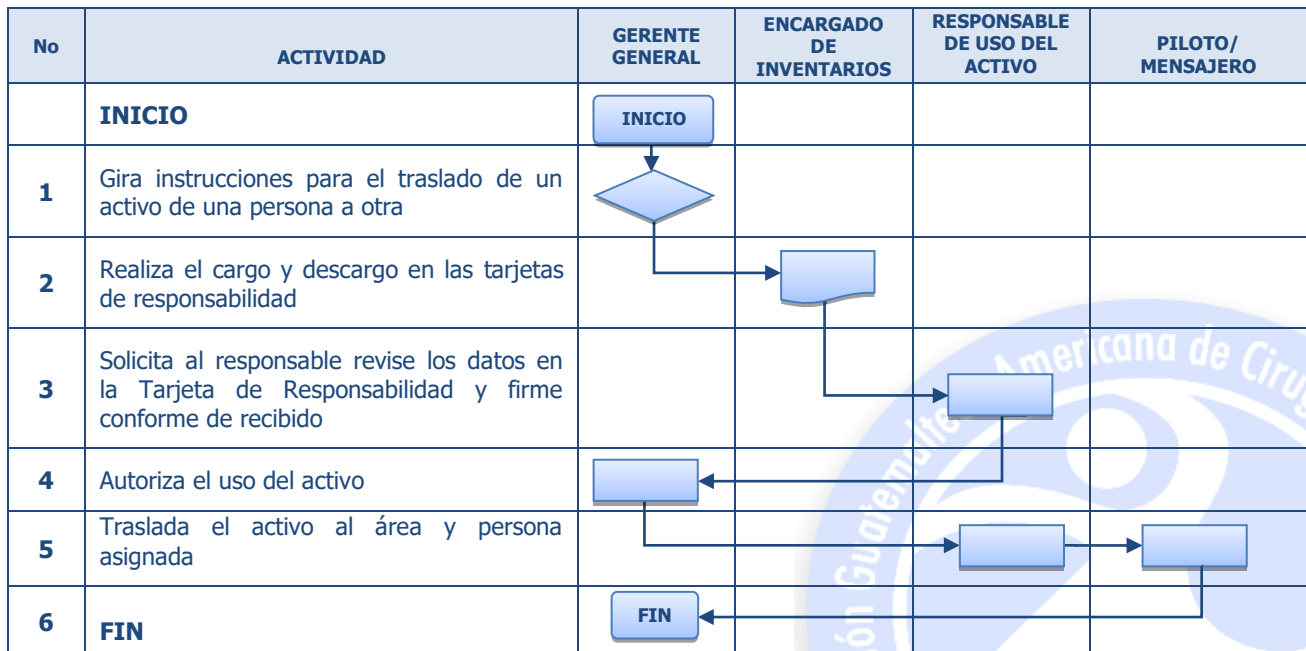 No
ACTIVIDAD
GERENTE
GENERAL
ENCARGADO
DE
INVENTARIOS
RESPONSABLE
DE USO DEL
ACTIVO
PILOTO/
MENSAJERO
INICIO
INICIO
1
Gira instrucciones para el traslado de un
activo de una persona a otra
2
Realiza el cargo y descargo en las tarjetas
de responsabilidad
3
Solicita al responsable revise los datos en
la Tarjeta de Responsabilidad y firme
conforme de recibido
4
Autoriza el uso del activo
5
Traslada el activo al área y persona
asignada
6
FIN
FIN
Americana de